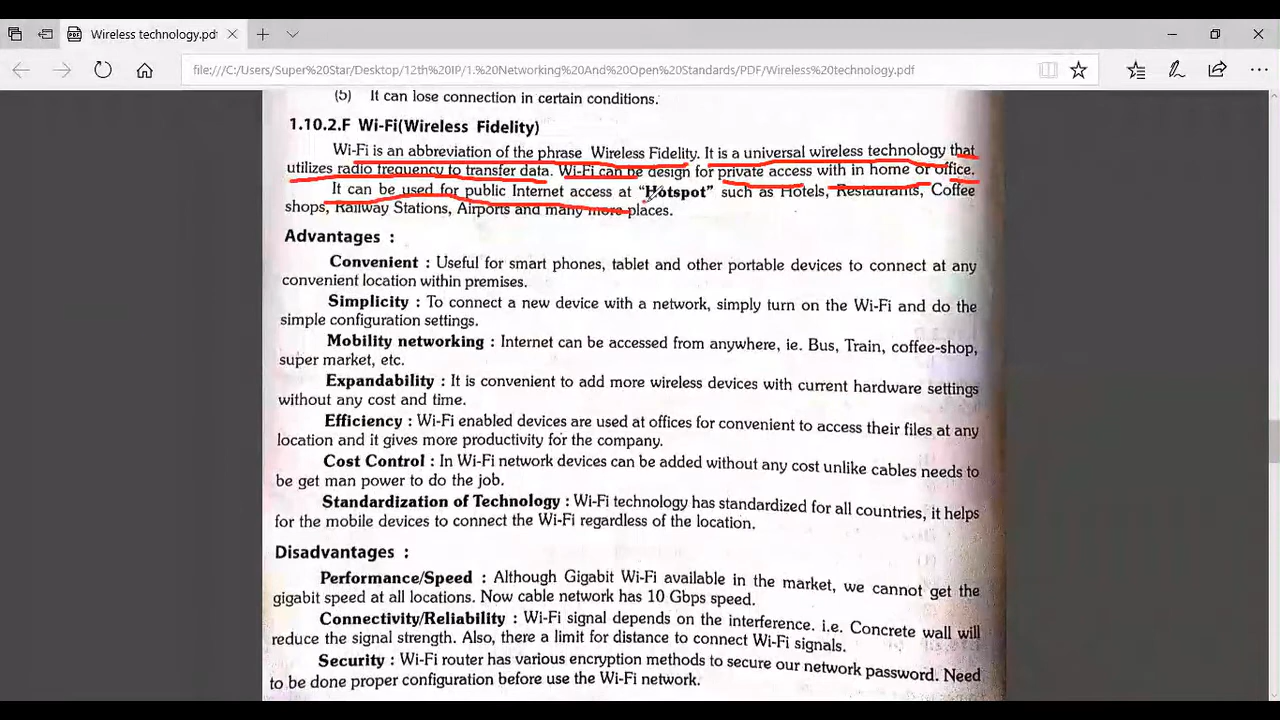 Wireless technology.pdf
file:///C:/Users/Super%20Star/Desktop/12th%20IP/1.%20Networking%20And%20Open%20Standards/PDF/Wireless%20technology.pdf
(5) It can lose connection in certain conditions.
1.10.2.F Wi-Fi(Wireless Fidelity)
Wi-Fi is an abbreviation of the phrase Wireless Fidelity. It is a universal wireless technology that
utilizes radio frequency to transfer data. Wi-Fi can be design for private access with in home or office.
It can be used for public Internet access at “Hotspot” such as Hotels, Restaurants, Coffee
shops, Railway Stations, Airports and many more places.
Advantages :
Convenient : Useful for smart phones, tablet and other portable devices to connect at any
convenient location within premises.
Simplicity : To connect a new device with a network, simply turn on the Wi-Fi and do the
simple configuration settings.
Mobility networking : Internet can be accessed from anywhere, ie. Bus, Train, coffee-shop,
super market, etc.
Expandability : It is convenient to add more wireless devices with current hardware settings
without any cost and time.
Efficiency : Wi-Fi enabled devices are used at offices for convenient to access their files at any
location and it gives more productivity for the company.
Cost Control : In Wi-Fi network devices can be added without any cost unlike cables needs to
be get man power to do the job.
Standardization of Technology : Wi-Fi technology has standardized for all countries, it helps
for the mobile devices to connect the Wi-Fi regardless of the location.
Disadvantages :
Performance/Speed : Although Gigabit Wi-Fi available in the market, we cannot get the
gigabit speed at all locations. Now cable network has 10 Gbps speed.
Connectivity/Reliability : Wi-Fi signal depends on the interference. i.e. Concrete wall will
reduce the signal strength. Also, there a limit for distance to connect Wi-Fi signals.
Security : Wi-Fi router has various encryption methods to secure our network password. Need
to be done proper configuration before use the Wi-Fi network.